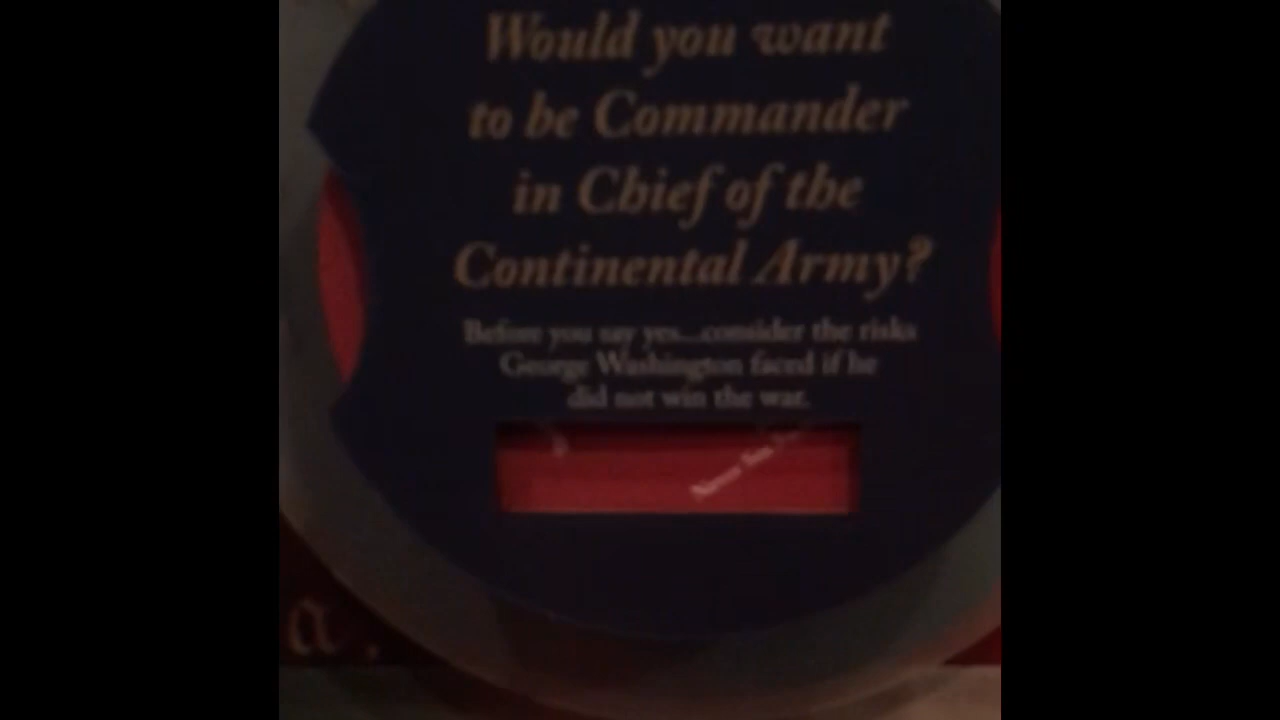 Would you want
to be Commander
in Chief of the
Continental Army?
Before you say yes...consider the risks
George Washington faced if he
did not win the war.
Never
a.